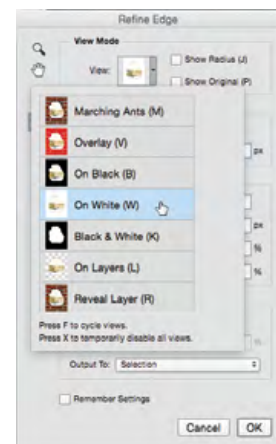 Refine Edge
View Mode
View:
Show Radius (J)
Show Original (P)
Marching Ants (M)
Overlay (V)
On Black (B)
px
On White (W)
Black & White (K)
px
%
On Layers (L)
%
Reveal Layer (R)
Press F to cycle views.
Press X to temporarily disable all views.
%
Output To: Selection
Remember Settings
Cancel OK